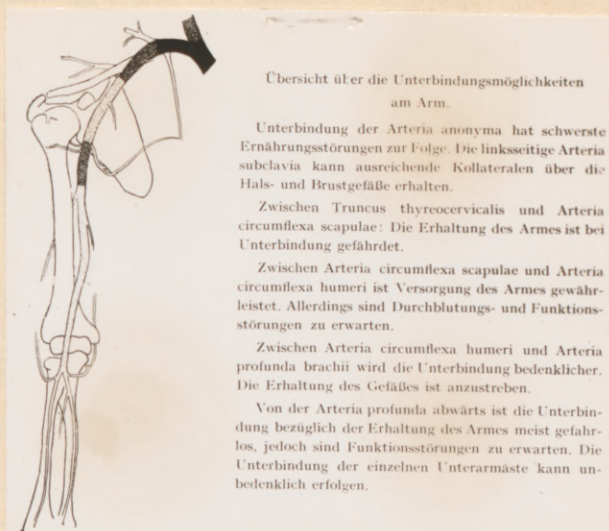 Übersicht über die Unterbindungsmöglichkeiten
am Arm.
Unterbindung der Arteria anonyma hat schwerste
Ernährungsstörungen zur Folge. Die linksseitige Arteria
subclavia kann ausreichende Kollateralen über die
Hals- und Brustgefäße erhalten.
Zwischen Truncus thyreocervicalis und Arteria
circumflexa scapulae: Die Erhaltung des Armes ist bei
Unterbindung gefährdet.
Zwischen Arteria circumflexa scapulae und Arteria
circumflexa humeri ist Versorgung des Armes gewähr-
leistet. Allerdings sind Durchblutungs- und Funktions-
störungen zu erwarten.
Zwischen Arteria circumflexa humeri und Arteria
profunda brachii wird die Unterbindung bedenklicher.
Die Erhaltung des Gefäßes ist anzustreben.
Von der Arteria profunda abwärts ist die Unterbin-
dung bezüglich der Erhaltung des Armes meist gefahr-
los, jedoch sind Funktionsstörungen zu erwarten. Die
Unterbindung der einzelnen Unterarmäste kann un-
bedenklich erfolgen.